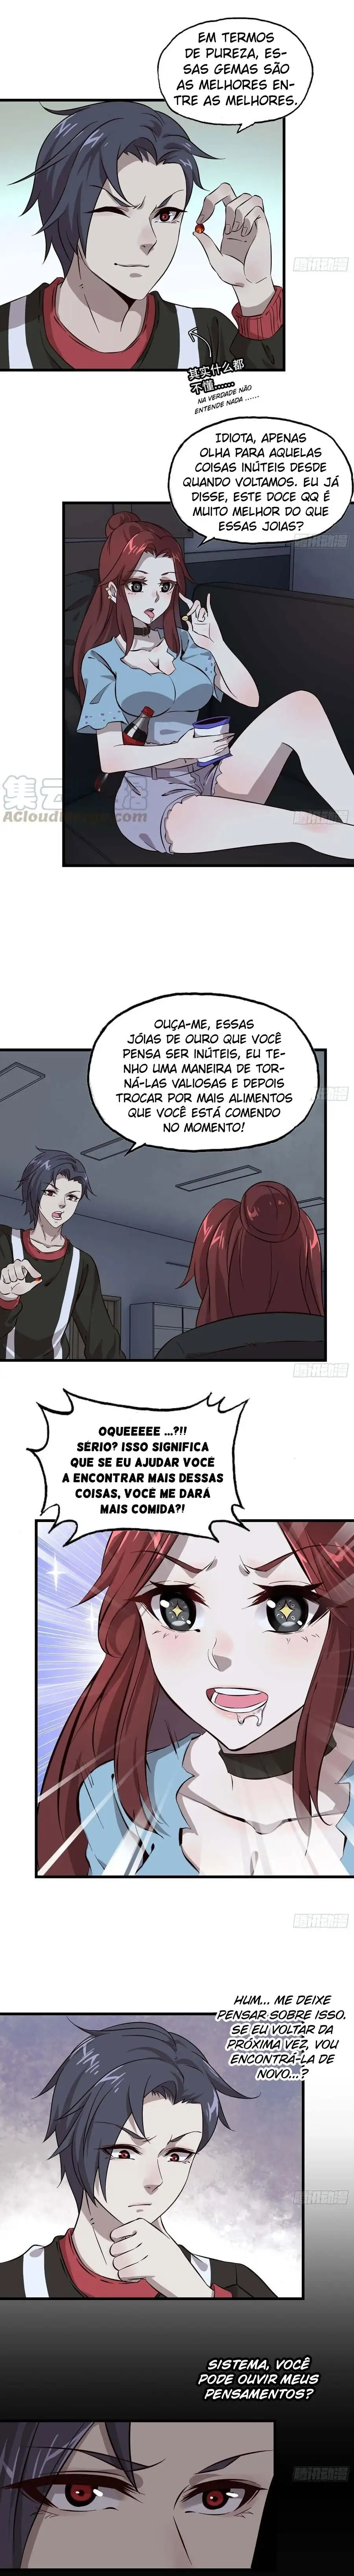 EM TERMOS
DE PUREZA, ES-
SAS GEMAS SÃO
AS MELHORES EN-
TRE AS MELHORES.
其实什么都
不懂......
NA VERDADE NÃO
ENTENDE NADA ......
IDIOTA, APENAS
OLHA PARA AQUELAS
COISAS INÚTEIS DESDE
QUANDO VOLTAMOS. EU JÁ
DISSE, ESTE DOCE QQ É
MUITO MELHOR DO QUE
ESSAS JOIAS?
ACloudMerge.com
OUÇA-ME, ESSAS
JÓIAS DE OURO QUE VOCÊ
PENSA SER INÚTEIS, EU TE-
NHO UMA MANEIRA DE TOR-
NÁ-LAS VALIOSAS E DEPOIS
TROCAR POR MAIS ALIMENTOS
QUE VOCÊ ESTÁ COMENDO
NO MOMENTO!
OQUEEEEE ...?!!
SÉRIO? ISSO SIGNIFICA
QUE SE EU AJUDAR VOCÊ
A ENCONTRAR MAIS DESSAS
COISAS, VOCÊ ME DARÁ
MAIS COMIDA?!
HUM... ME DEIXE
PENSAR SOBRE ISSO.
SE EU VOLTAR DA
PRÓXIMA VEZ, VOU
ENCONTRÁ-LA DE
NOVO...?
SISTEMA, VOCÊ
PODE OUVIR MEUS
PENSAMENTOS?